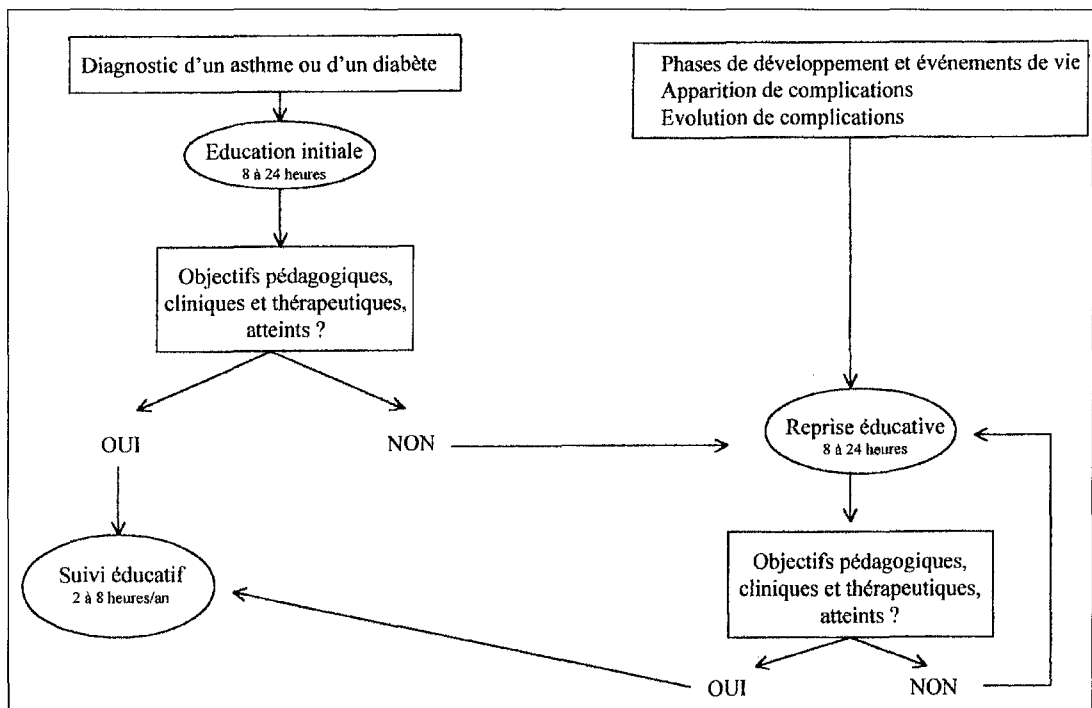 Diagnostic d'un asthme ou d'un diabète
Phases de développement et événements de vie
Apparition de complications
Evolution de complications
Education initiale
8 à 24 heures
Objectifs pédagogiques,
cliniques et thérapeutiques,
atteints ?
OUI
NON
Reprise éducative
8 à 24 heures
Suivi éducatif
2 à 8 heures/an
Objectifs pédagogiques,
cliniques et thérapeutiques,
atteints ?
OUI
NON